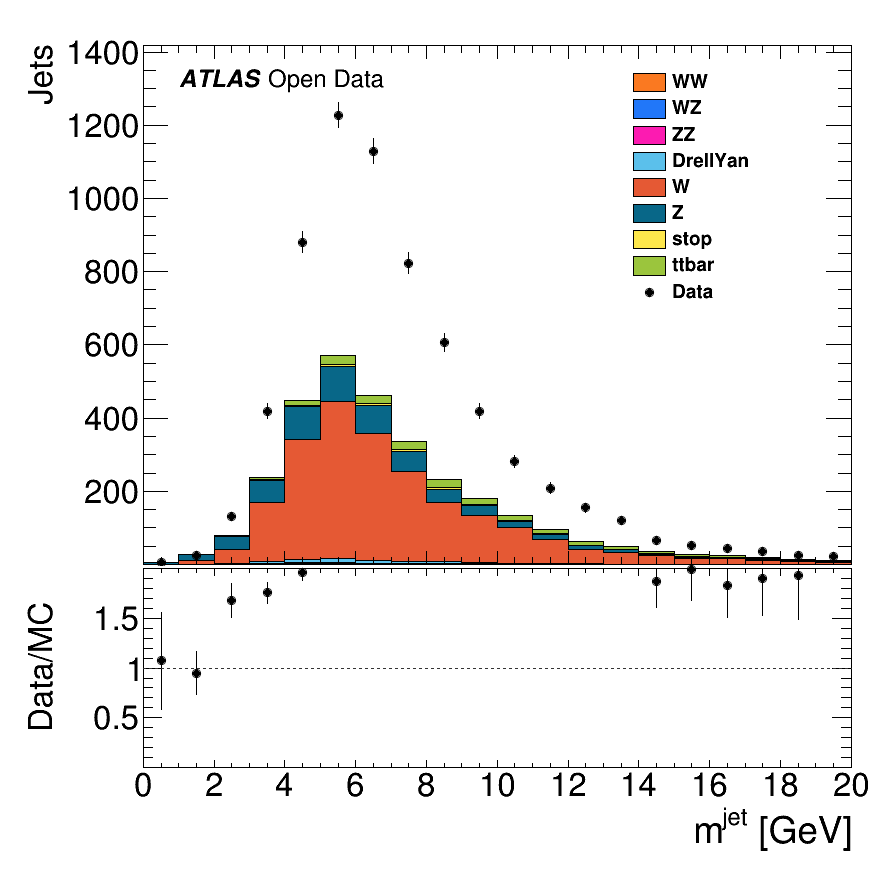 Jets
1400
1200
1000
800
600
400
200
ATLAS Open Data
WW
WZ
ZZ
DrellYan
W
Z
stop
ttbar
Data
Data/MC
1.5
1
0.5
0 2 4 6 8 10 12 14 16 18 20
m^jet [GeV]